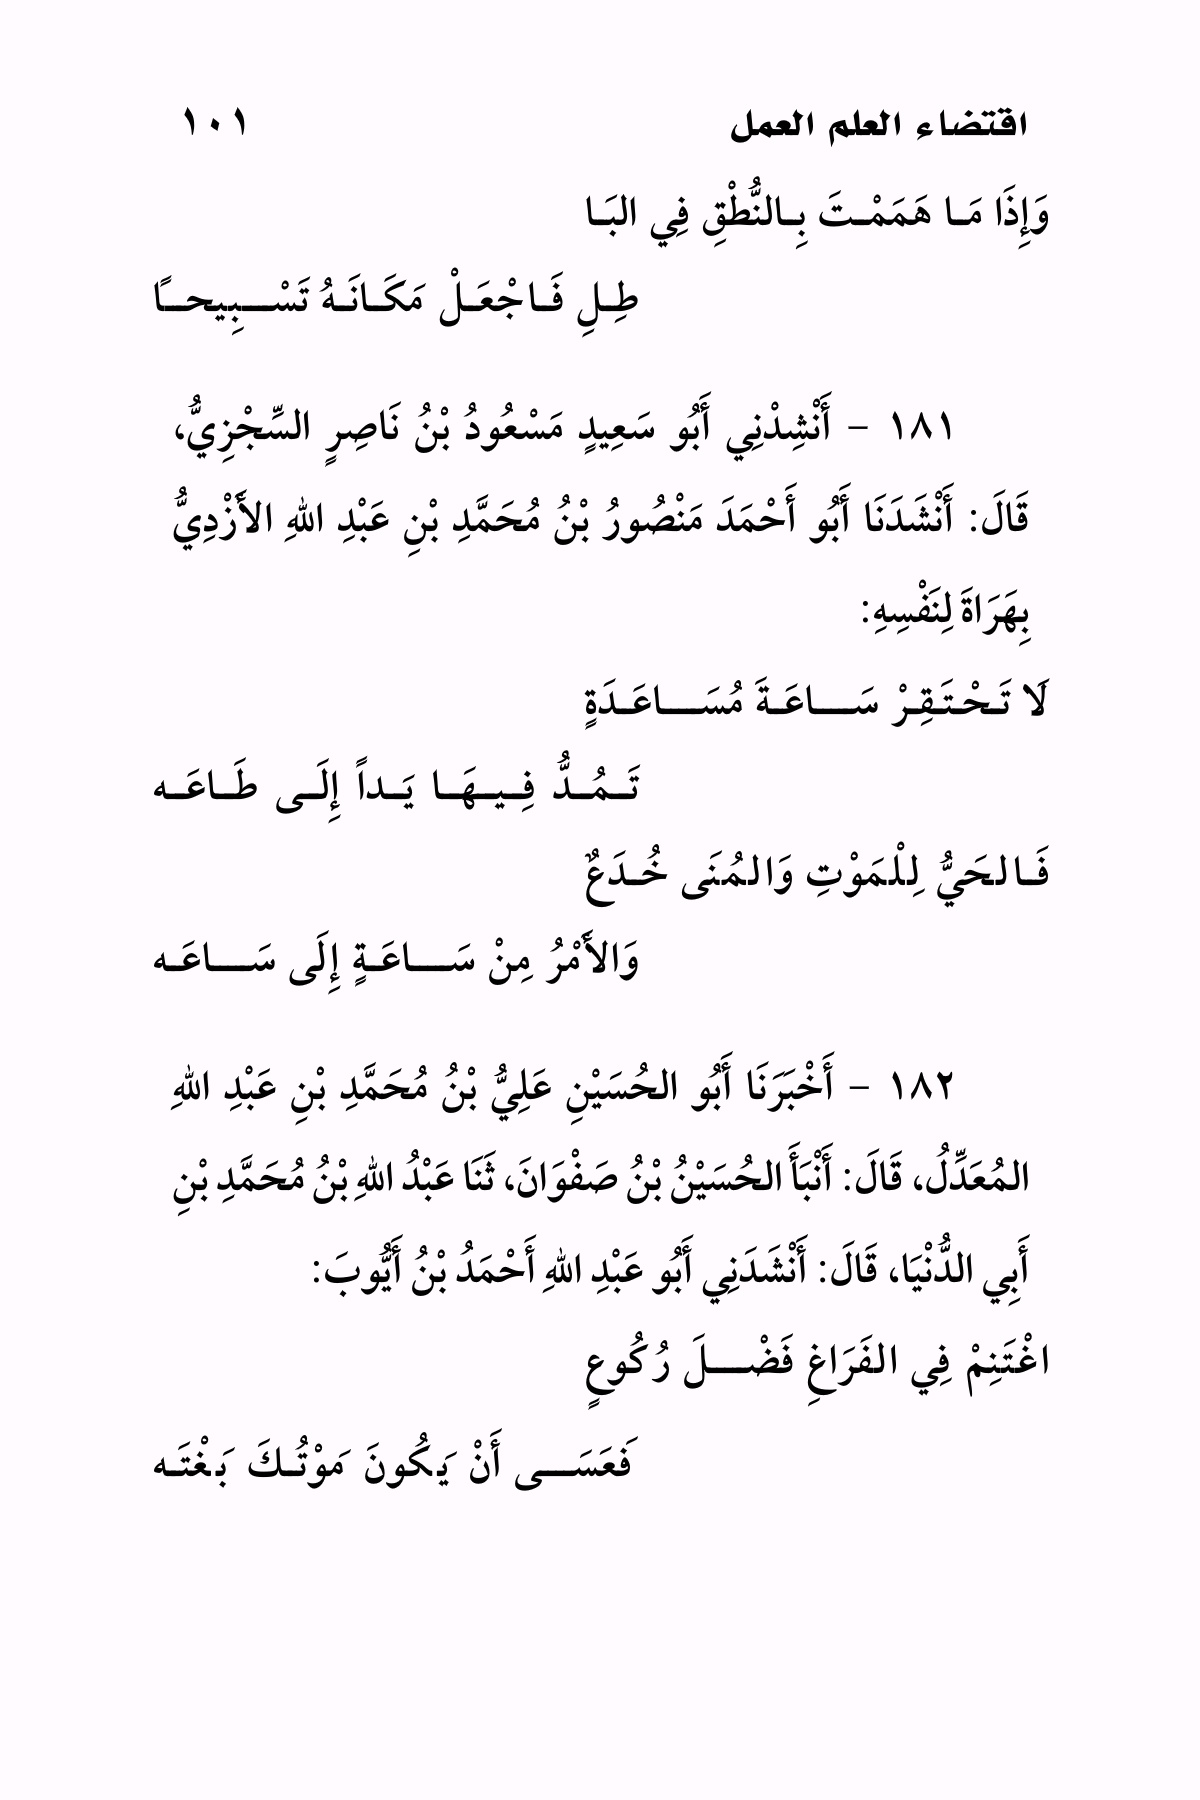 اقتضاء العلم العمل ١٠١
وَإِذَا مَا هَمَمْتَ بِالنُّطْقِ فِي البَا
طِلِ فَاجْعَلْ مَكَانَهُ تَسْبِيحًا
١٨١ - أَنْشِدْنِي أَبُو سَعِيدٍ مَسْعُودُ بْنُ نَاصِرٍ السِّجْزِيُّ،
قَالَ: أَنْشَدَنَا أَبُو أَحْمَدَ مَنْصُورُ بْنُ مُحَمَّدِ بْنِ عَبْدِ اللهِ الأَزْدِيُّ
بِهَرَاةَ لِنَفْسِهِ:
لَا تَحْتَقِرْ سَاعَةَ مُسَاعَدَةٍ
تَمُدُّ فِيهَا يَداً إِلَى طَاعَه
فَالحَيُّ لِلْمَوْتِ وَالمُنَى خُدَعٌ
وَالأَمْرُ مِنْ سَاعَةٍ إِلَى سَاعَه
١٨٢ - أَخْبَرَنَا أَبُو الحُسَيْنِ عَلِيُّ بْنُ مُحَمَّدِ بْنِ عَبْدِ اللهِ
المُعَدِّلُ، قَالَ: أَنْبَأَ الحُسَيْنُ بْنُ صَفْوَانَ، ثَنَا عَبْدُ اللهِ بْنُ مُحَمَّدِ بْنِ
أَبِي الدُّنْيَا، قَالَ: أَنْشَدَنِي أَبُو عَبْدِ اللهِ أَحْمَدُ بْنُ أَيُّوبَ:
اغْتَنِمْ فِي الفَرَاغِ فَضْلَ رُكُوعٍ
فَعَسَى أَنْ يَكُونَ مَوْتُكَ بَغْتَه